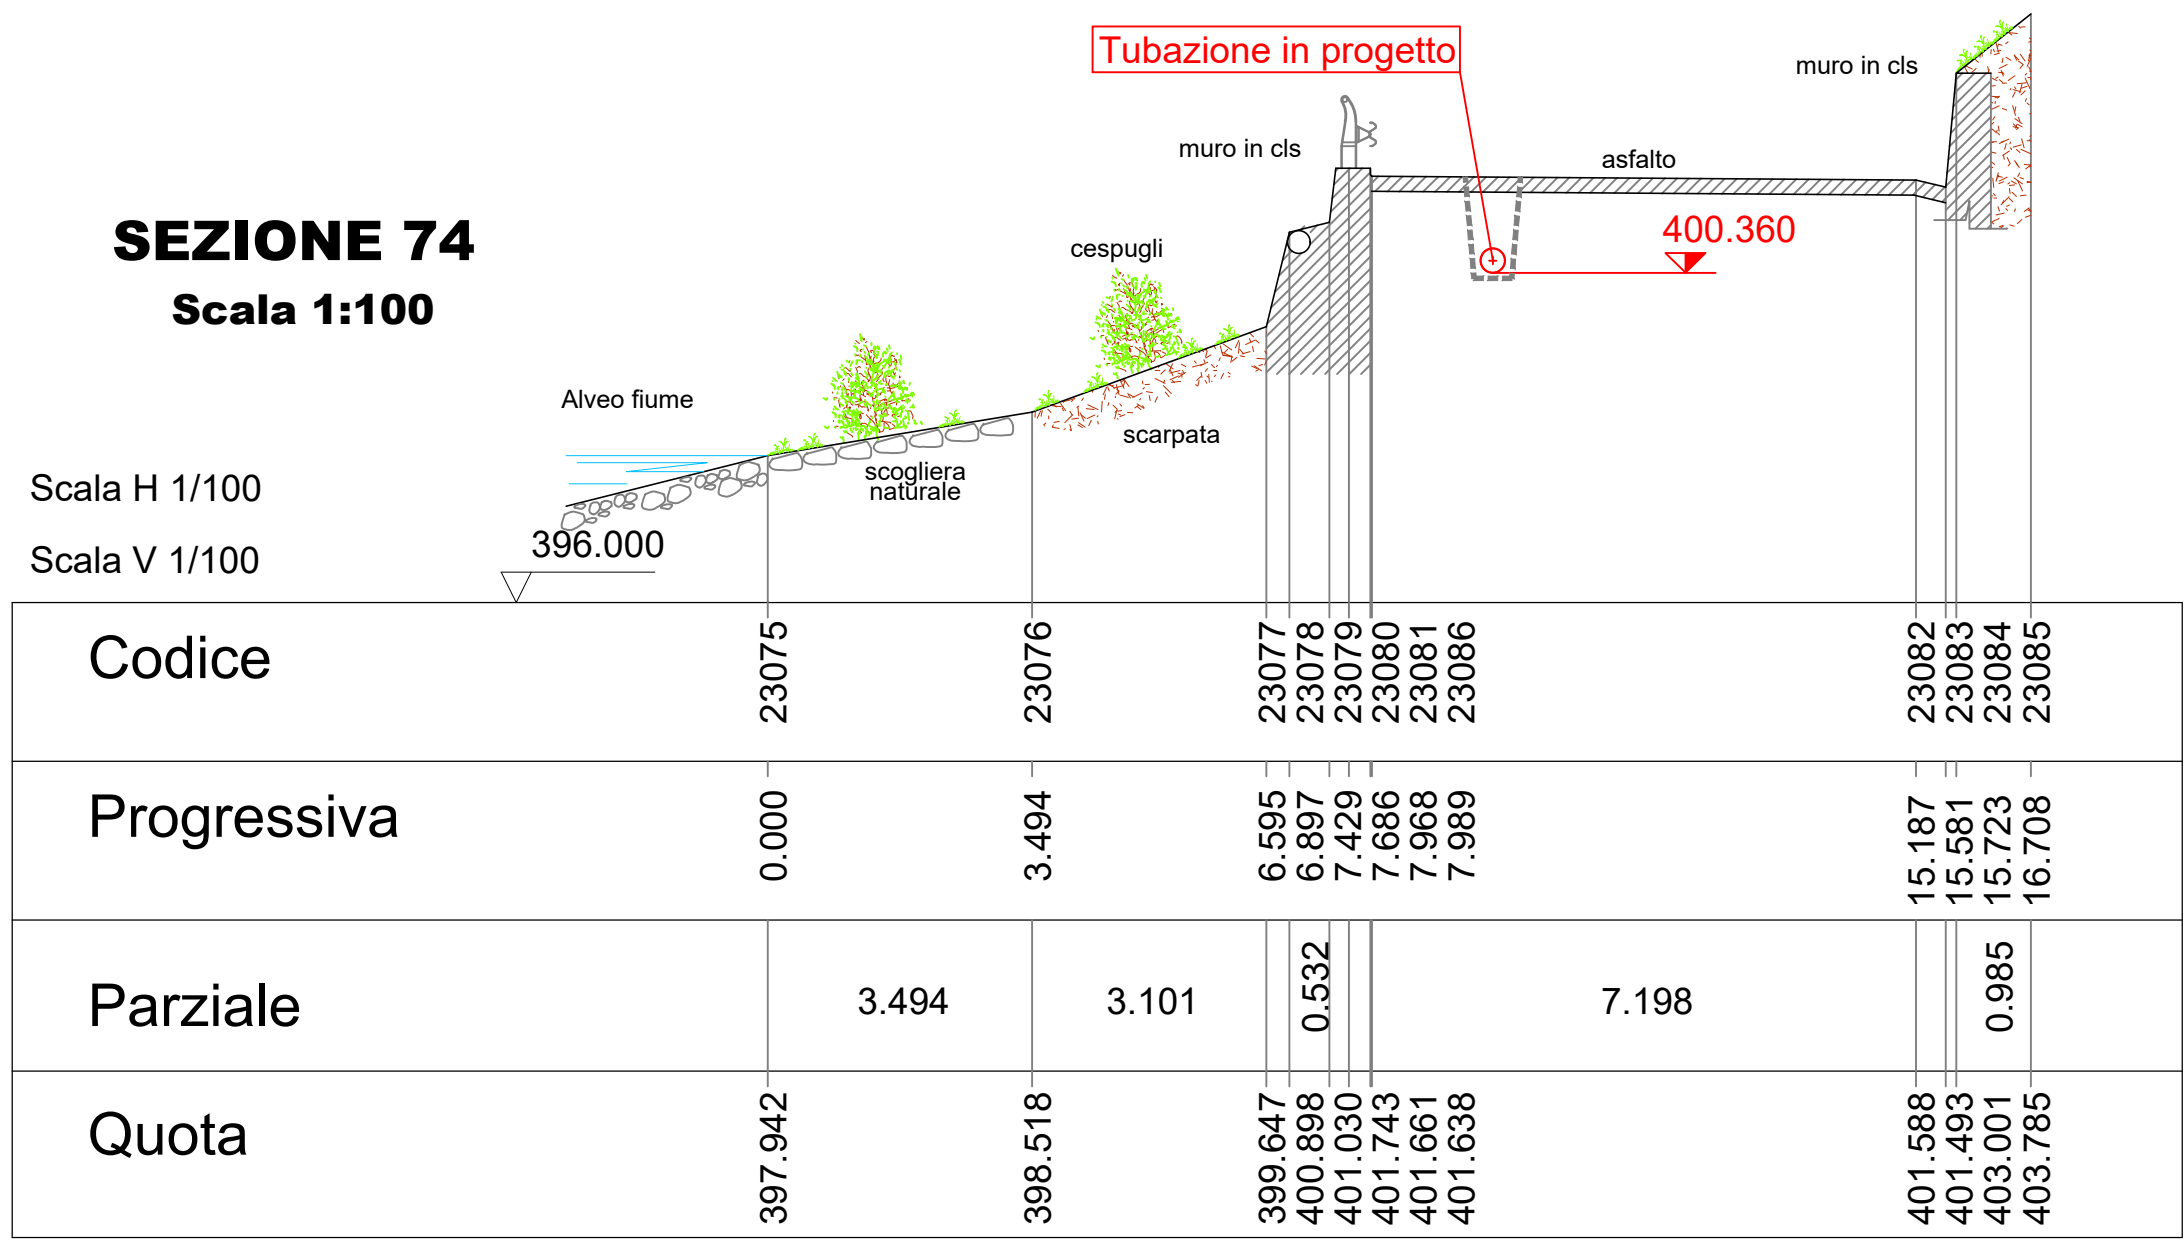 Tubazione in progetto
muro in cls
muro in cls
asfalto
SEZIONE 74
Scala 1:100
400.360
cespugli
Alveo fiume
scarpata
scogliera
naturale
Scala H 1/100
396.000
Scala V 1/100
Codice 23075 23076 23077 23078 23079 23080 23081 23086 23082 23083 23084 23085
Progressiva 0.000 3.494 6.595 6.897 7.429 7.686 7.968 7.989 15.187 15.581 15.723 16.708
Parziale 3.494 3.101 0.532 7.198 0.985
Quota 397.942 398.518 399.647 400.898 401.030 401.743 401.661 401.638 401.588 401.493 403.001 403.785